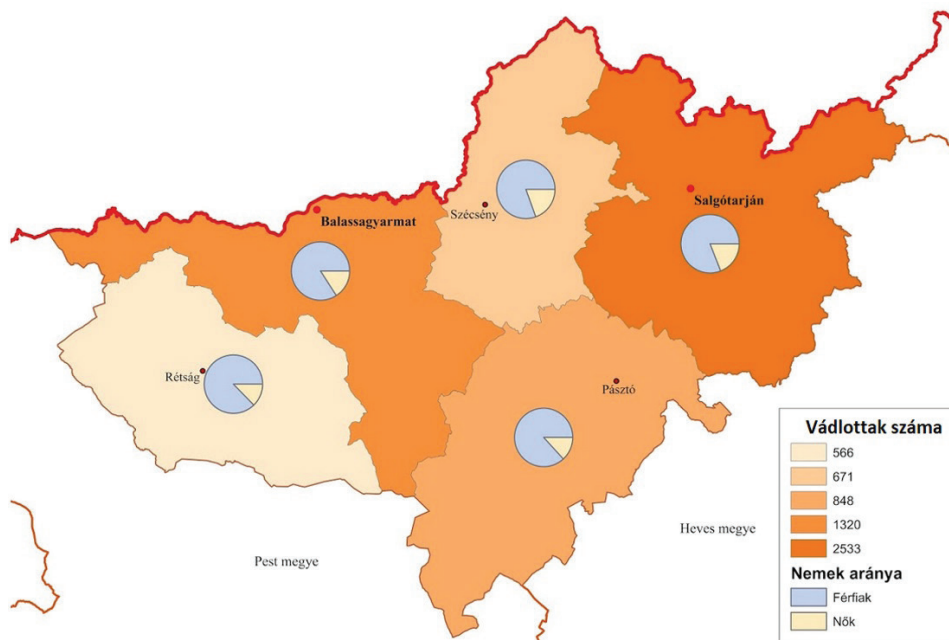 Salgótarján
Szécsény
Balassagyarmat
Rétság
Pásztó
Pest megye
Heves megye
Vádlottak száma
566
671
848
1320
2533
Nemek aránya
Férfiak
Nők